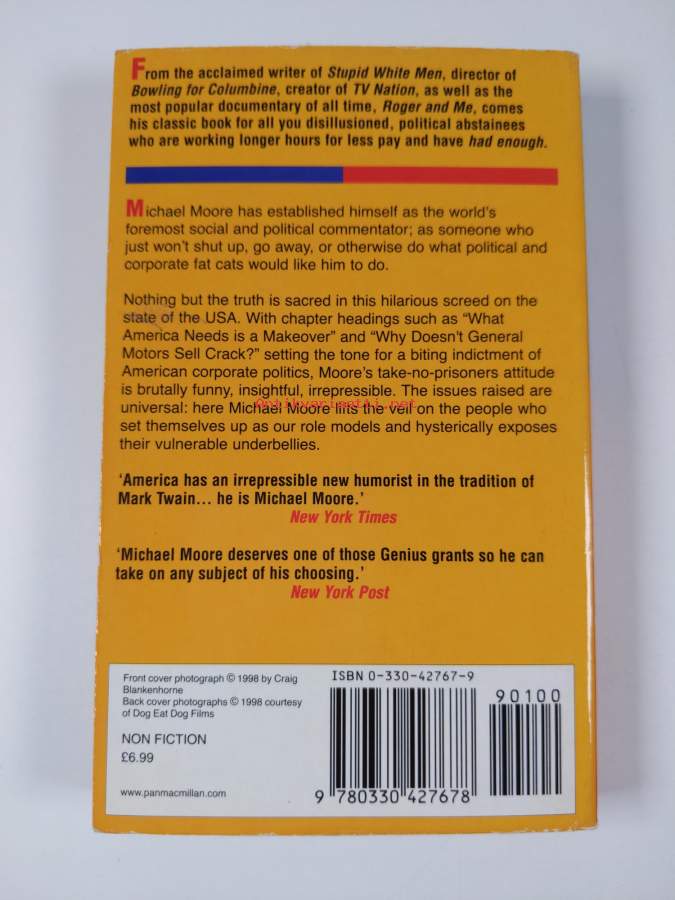 From the acclaimed writer of Stupid White Men, director of
Bowling for Columbine, creator of TV Nation, as well as the
most popular documentary of all time, Roger and Me, comes
his classic book for all you disillusioned, political abstainees
who are working longer hours for less pay and have had enough.
Michael Moore has established himself as the world's
foremost social and political commentator; as someone who
just won't shut up, go away, or otherwise do what political and
corporate fat cats would like him to do.
Nothing but the truth is sacred in this hilarious screed on the
state of the USA. With chapter headings such as "What
America Needs is a Makeover" and "Why Doesn't General
Motors Sell Crack?" setting the tone for a biting indictment of
American corporate politics, Moore's take-no-prisoners attitude
is brutally funny, insightful, irrepressible. The issues raised are
universal: here Michael Moore lifts the veil on the people who
Antikvariaatti.net
set themselves up as our role models and hysterically exposes
their vulnerable underbellies.
'America has an irrepressible new humorist in the tradition of
Mark Twain... he is Michael Moore.'
New York Times
'Michael Moore deserves one of those Genius grants so he can
take on any subject of his choosing.'
New York Post
Front cover photograph © 1998 by Craig
Blankenhorne
Back cover photographs © 1998 courtesy
of Dog Eat Dog Films
NON FICTION
£6.99
www.panmacmillan.com
ISBN 0-330-42767-9
90100
9 780330 427678